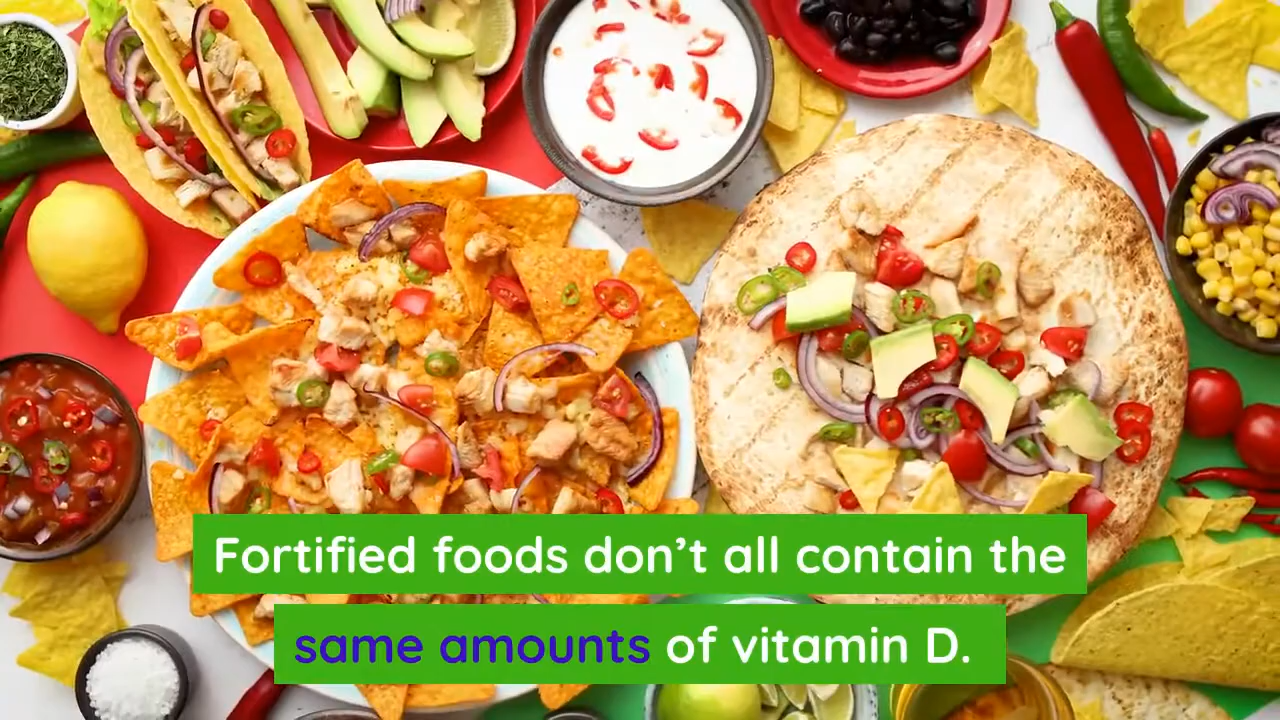 Fortified foods don’t all contain the
same amounts of vitamin D.